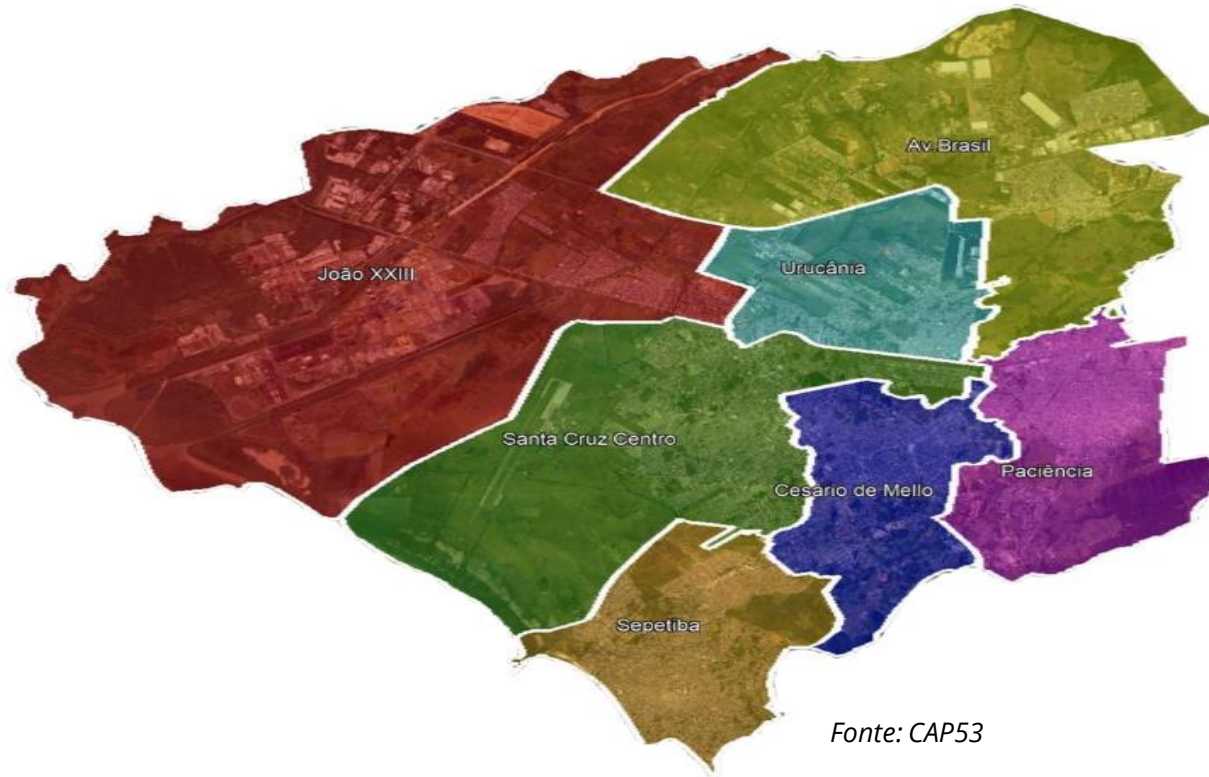 Av.Brasil
João XXIII
Urucânia
Santa Cruz Centro
Paciência
Cesário de Mello
Sepetiba
Fonte: CAP53